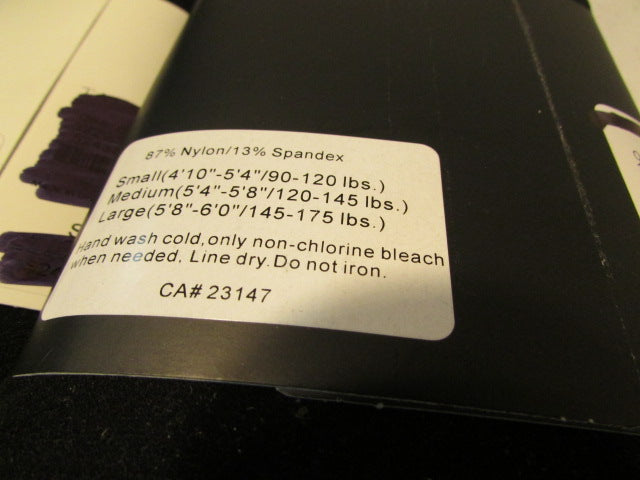 87% Nylon/13% Spandex
Small(4'10"-5'4"/90-120 lbs.)
Medium(5'4"-5'8"/120-145 lbs.)
Large(5'8"-6'0"/145-175 lbs.)
Hand wash cold,only non-chlorine bleach
when needed. Line dry.Do not iron.
CA# 23147